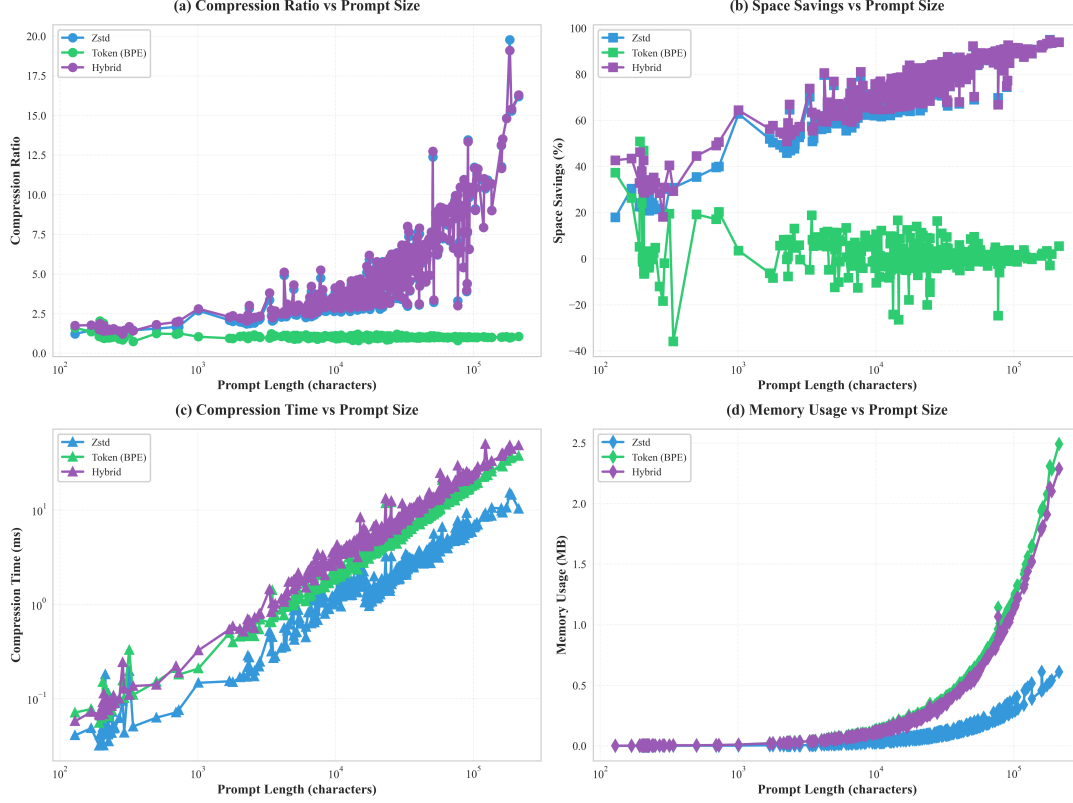 (a) Compression Ratio vs Prompt Size
Compression Ratio
20.0
17.5
15.0
12.5
10.0
7.5
5.0
2.5
0.0
Zstd
Token (BPE)
Hybrid
10² 10³ 10⁴ 10⁵
Prompt Length (characters)
(b) Space Savings vs Prompt Size
Space Savings (%)
100
80
60
40
20
0
−20
−40
Zstd
Token (BPE)
Hybrid
10² 10³ 10⁴ 10⁵
Prompt Length (characters)
(c) Compression Time vs Prompt Size
Compression Time (ms)
10¹
10⁰
10⁻¹
Zstd
Token (BPE)
Hybrid
10² 10³ 10⁴ 10⁵
Prompt Length (characters)
(d) Memory Usage vs Prompt Size
Memory Usage (MB)
2.5
2.0
1.5
1.0
0.5
0.0
Zstd
Token (BPE)
Hybrid
10² 10³ 10⁴ 10⁵
Prompt Length (characters)